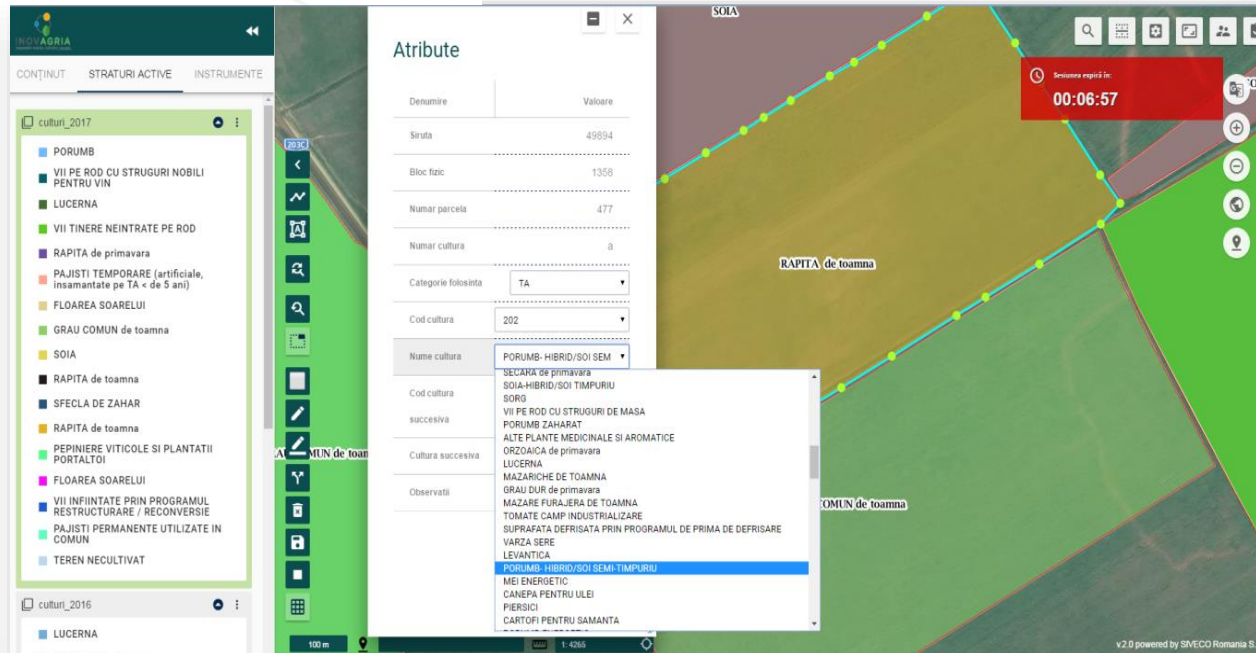 INOVAGRIA
CONȚINUT
STRATURI ACTIVE
INSTRUMENTE
culturi_2017
PORUMB
VII PE ROD CU STRUGURI NOBILI
PENTRU VIN
LUCERNA
VII TINERE NEINTRATE PE ROD
RAPITA de primavara
PAJISTI TEMPORARE (artificiale,
insamantate pe TA < de 5 ani)
FLOAREA SOARELUI
GRAU COMUN de toamna
SOIA
RAPITA de toamna
SFECLA DE ZAHAR
RAPITA de toamna
PEPINIERE VITICOLE SI PLANTATII
PORTALTOI
FLOAREA SOARELUI
VII INFIINTATE PRIN PROGRAMUL
RESTRUCTURARE / RECONVERSIE
PAJISTI PERMANENTE UTILIZATE IN
COMUN
TEREN NECULTIVAT
culturi_2016
LUCERNA
[203C]
MUN de toam
100 m
1: 4265
Atribute
Denumire Valoare
Siruta 49894
Bloc fizic 1358
Numar parcela 477
Numar cultura a
Categorie folosinta TA
Cod cultura 202
Nume cultura PORUMB- HIBRID/SOI SEM
Cod cultura
succesiva
Cultura succesiva
Observatii
SECARA de primavara
SOIA-HIBRID/SOI TIMPURIU
SORG
VII PE ROD CU STRUGURI DE MASA
PORUMB ZAHARAT
ALTE PLANTE MEDICINALE SI AROMATICE
ORZOAICA de primavara
LUCERNA
MAZARICHE DE TOAMNA
GRAU DUR de primavara
MAZARE FURAJERA DE TOAMNA
TOMATE CAMP INDUSTRIALIZARE
SUPRAFATA DEFRISATA PRIN PROGRAMUL DE PRIMA DE DEFRISARE
VARZA SERE
LEVANTICA
PORUMB- HIBRID/SOI SEMI-TIMPURIU
MEI ENERGETIC
CANEPA PENTRU ULEI
PIERSICI
CARTOFI PENTRU SAMANTA
SOIA
RAPITA de toamna
COMUN de toamna
Sesiunea expiră în:
00:06:57
v.2.0 powered by SIVECO Romania S.